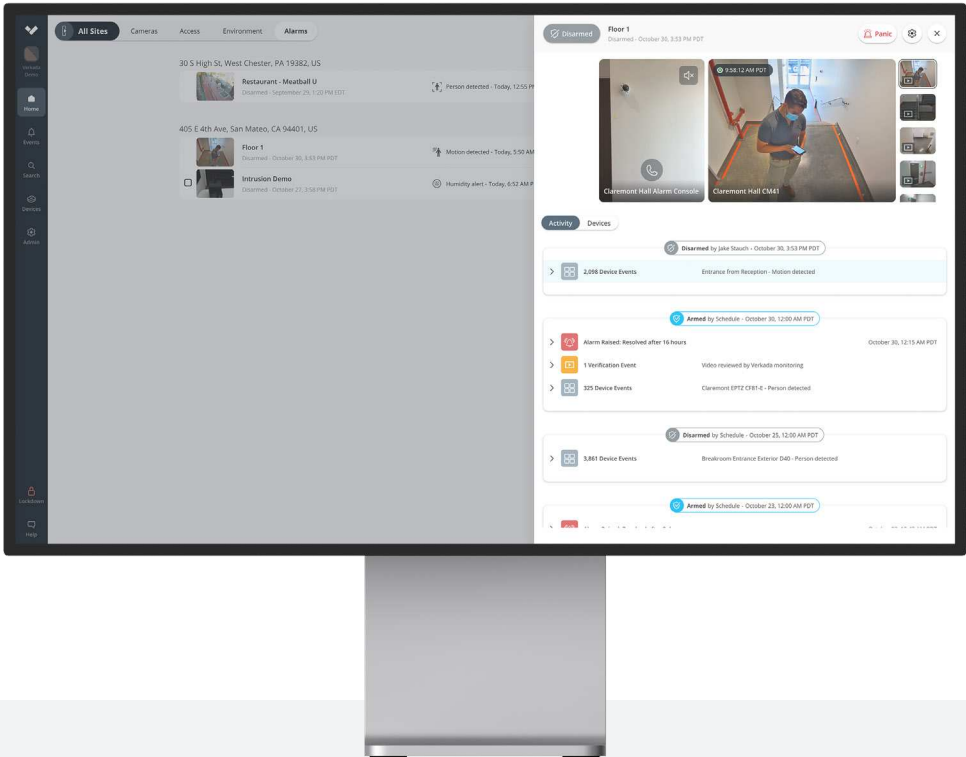 All Sites
Cameras
Access
Environment
Alarms
Verkada
Demo
Home
Events
Search
Devices
Admin
Lockdown
Help
30 S High St, West Chester, PA 19382, US
Restaurant - Meatball U
Disarmed - September 29, 1:20 PM EDT
Person detected - Today, 12:55 P
405 E 4th Ave, San Mateo, CA 94401, US
Floor 1
Disarmed - October 30, 3:53 PM PDT
Motion detected - Today, 5:50 AM
Intrusion Demo
Disarmed - October 27, 3:58 PM PDT
Humidity alert - Today, 6:52 AM P
Disarmed
Floor 1
Disarmed - October 30, 3:53 PM PDT
Panic
9:58:12 AM PDT
Claremont Hall Alarm Console
Claremont Hall CM41
Activity
Devices
Disarmed by Jake Stauch - October 30, 3:53 PM PDT
2,098 Device Events
Entrance from Reception - Motion detected
Armed by Schedule - October 30, 12:00 AM PDT
Alarm Raised: Resolved after 16 hours
October 30, 12:15 AM PDT
1 Verification Event
Video reviewed by Verkada monitoring
325 Device Events
Claremont EPTZ CF81-E - Person detected
Disarmed by Schedule - October 25, 12:00 AM PDT
3,861 Device Events
Breakroom Entrance Exterior D40 - Person detected
Armed by Schedule - October 23, 12:00 AM PDT